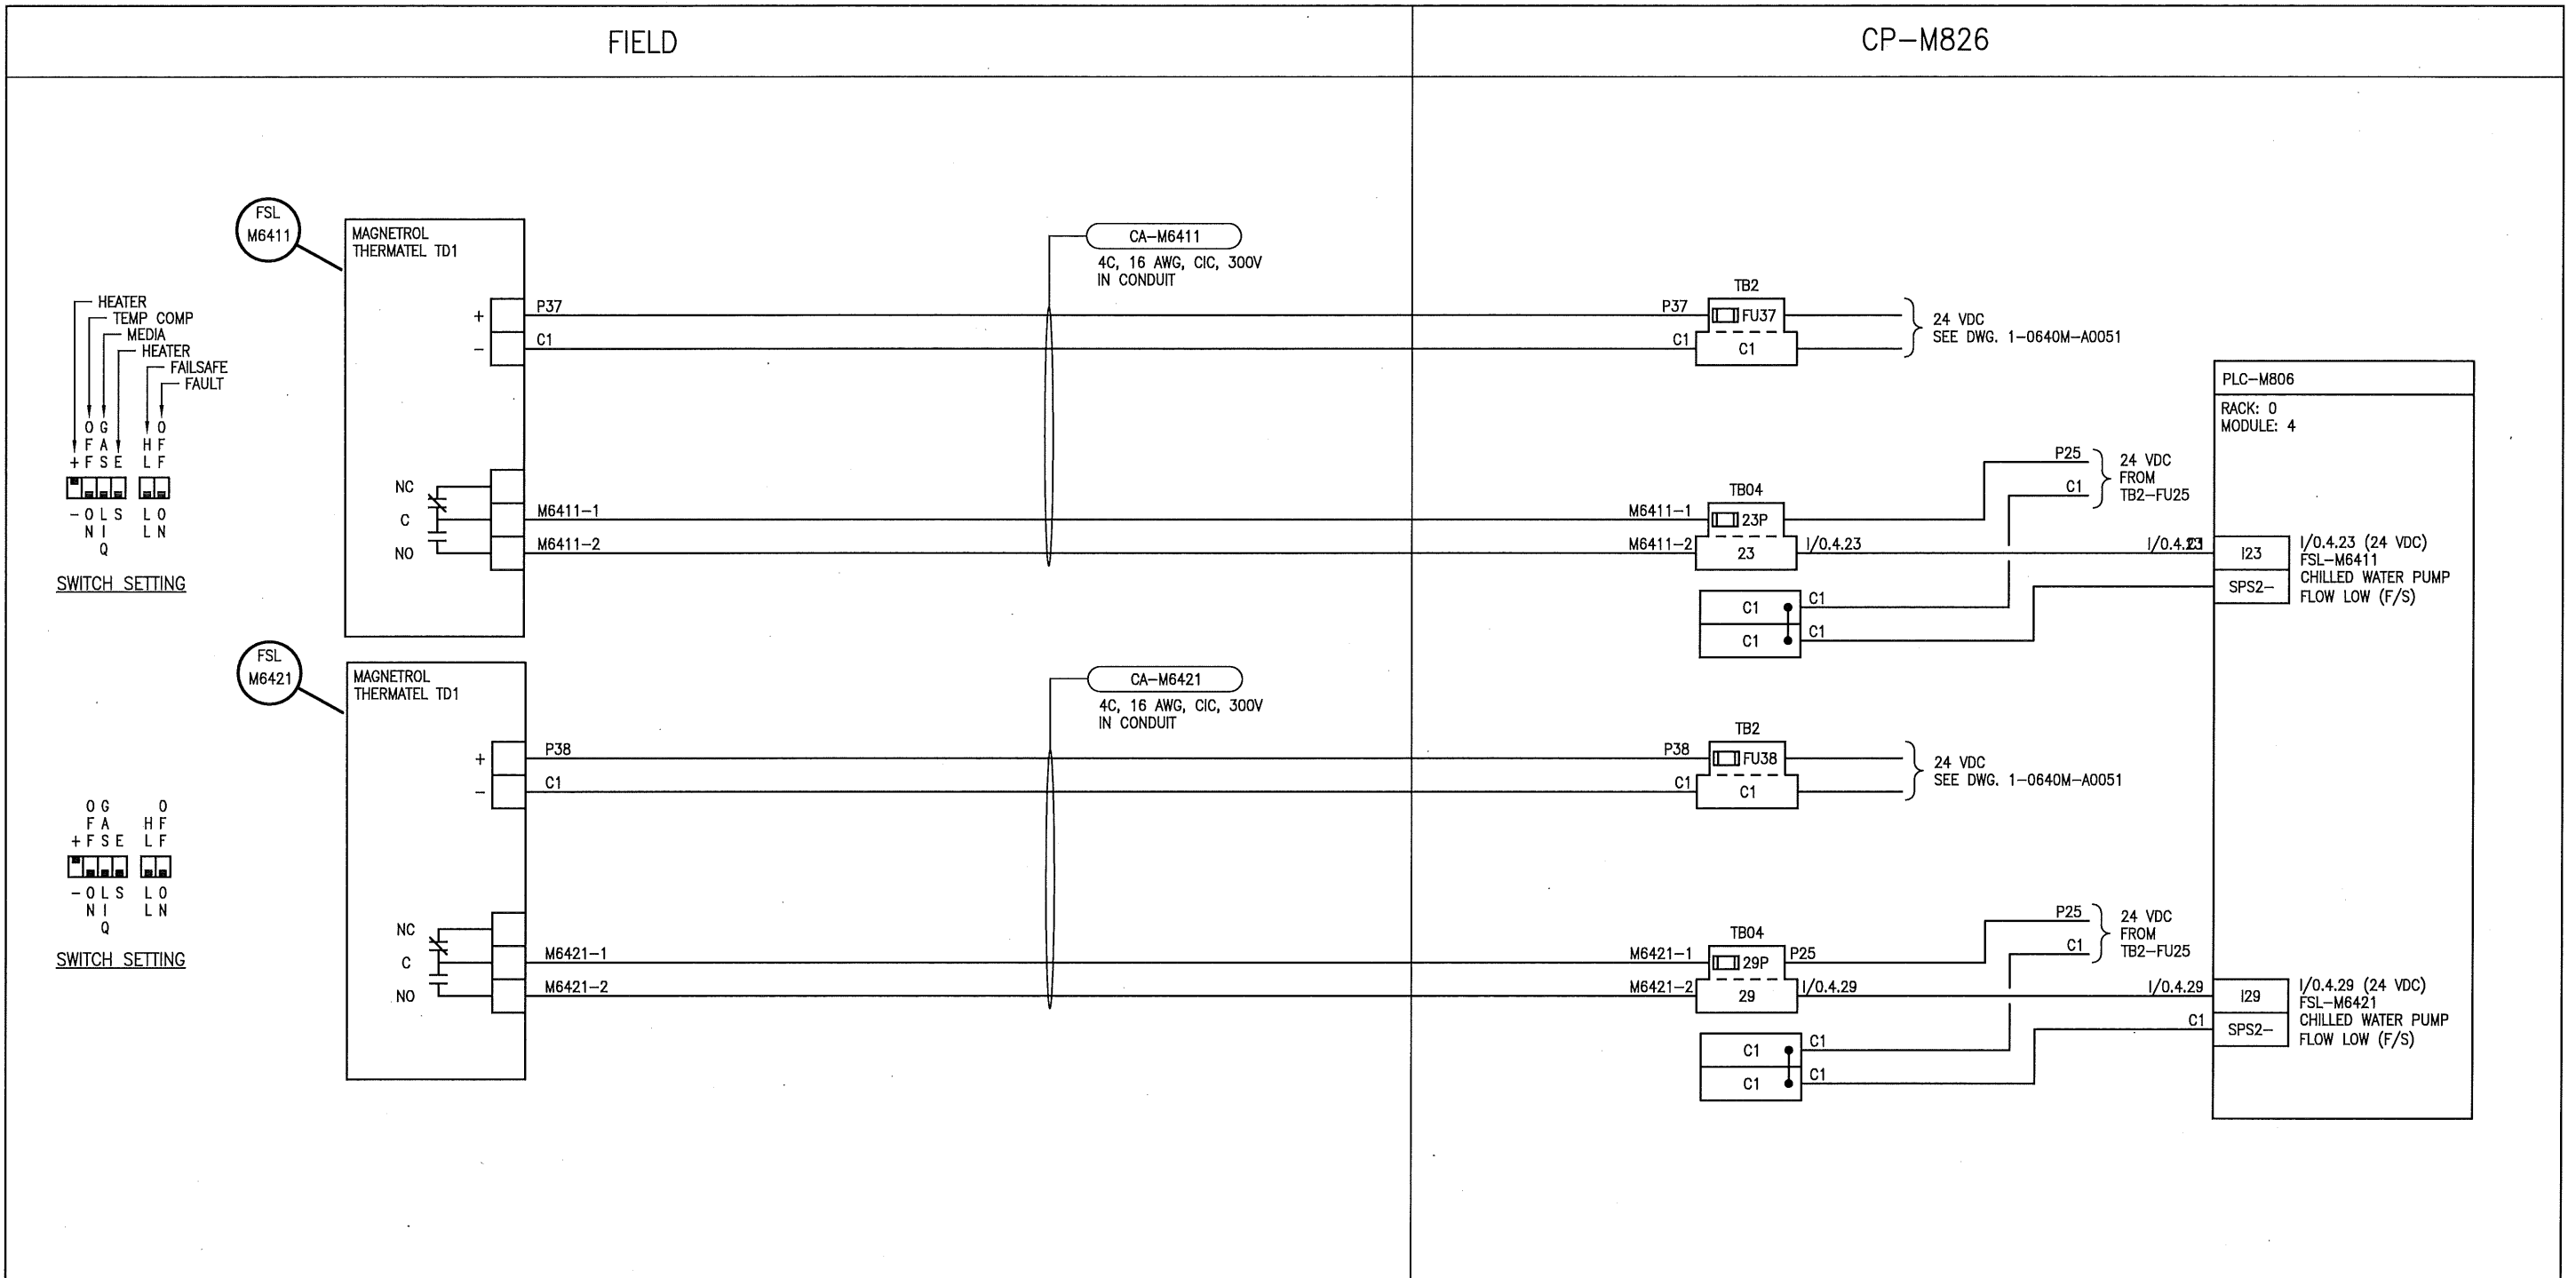 FIELD
CP-M826
FSL
M6411
MAGNETROL
THERMATEL TD1
CA-M6411
4C, 16 AWG, CIC, 300V
IN CONDUIT
HEATER
TEMP COMP
MEDIA
HEATER
FAILSAFE
FAULT
O G O
F A H F
+ F S E L F
- O L S L O
N I L N
Q
SWITCH SETTING
+
-
P37
C1
NC
C
NO
M6411-1
M6411-2
TB2
P37
FU37
C1
C1
24 VDC
SEE DWG. 1-0640M-A0051
PLC-M806
RACK: 0
MODULE: 4
P25
C1
24 VDC
FROM
TB2-FU25
TB04
M6411-1
23P
M6411-2
23
I/0.4.23
I/0.4.23
C1
I23
SPS2-
I/0.4.23 (24 VDC)
FSL-M6411
CHILLED WATER PUMP
FLOW LOW (F/S)
C1
C1
C1
C1
FSL
M6421
MAGNETROL
THERMATEL TD1
CA-M6421
4C, 16 AWG, CIC, 300V
IN CONDUIT
O G O
F A H F
+ F S E L F
- O L S L O
N I L N
Q
SWITCH SETTING
+
-
P38
C1
NC
C
NO
M6421-1
M6421-2
TB2
P38
FU38
C1
C1
24 VDC
SEE DWG. 1-0640M-A0051
P25
C1
24 VDC
FROM
TB2-FU25
TB04
M6421-1
29P
P25
M6421-2
29
I/0.4.29
I/0.4.29
C1
I29
SPS2-
I/0.4.29 (24 VDC)
FSL-M6421
CHILLED WATER PUMP
FLOW LOW (F/S)
C1
C1
C1
C1